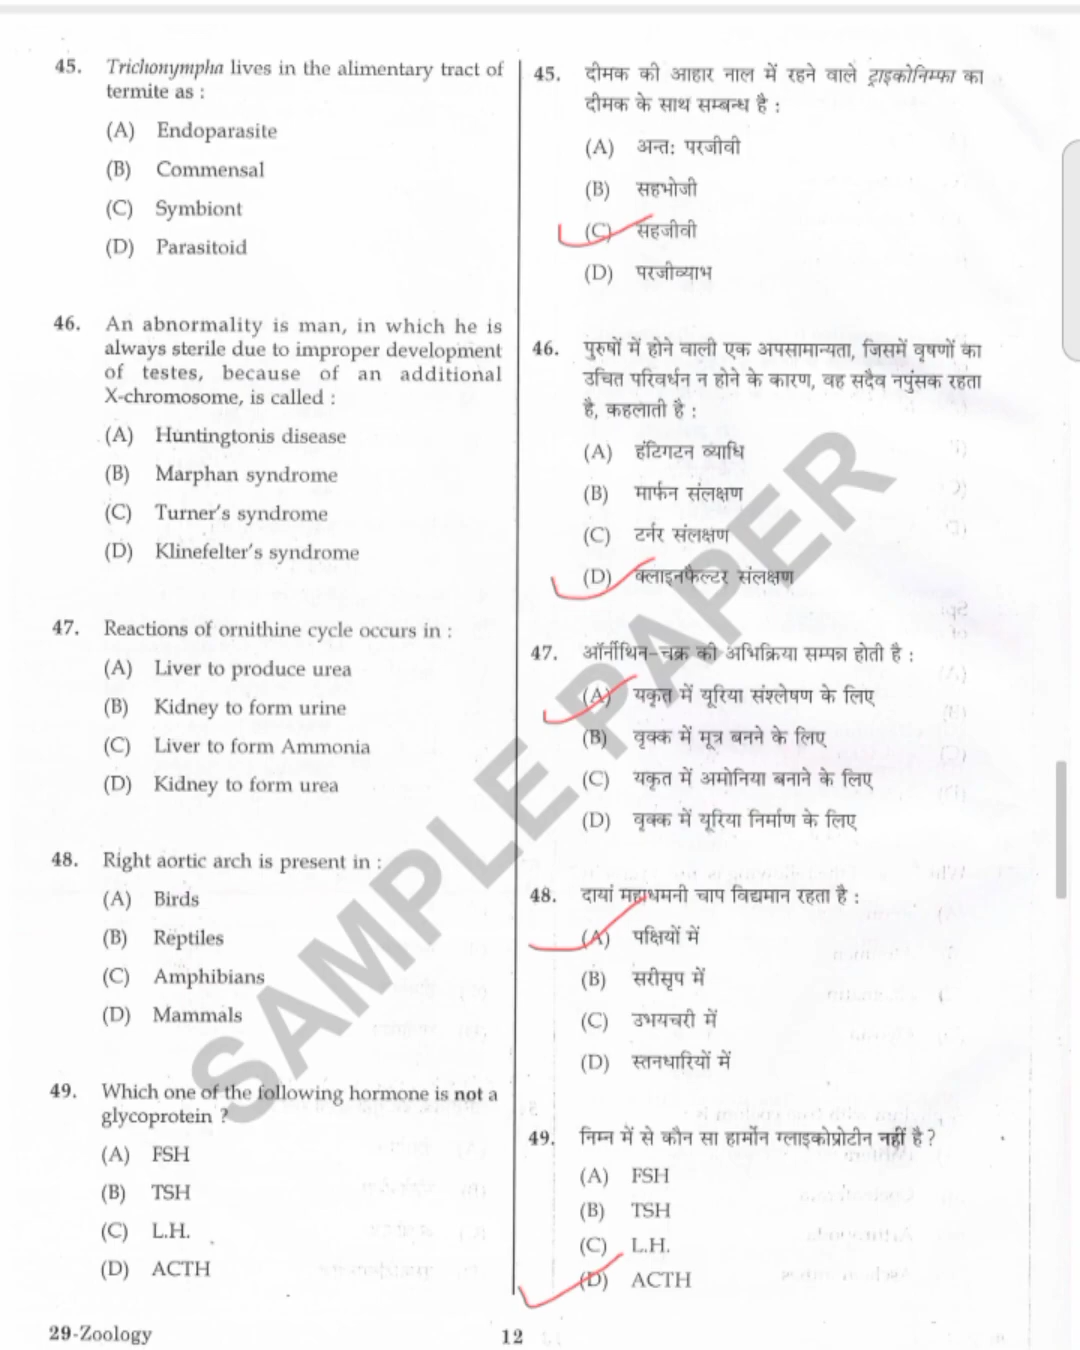 45. Trichonympha lives in the alimentary tract of
termite as :
(A) Endoparasite
(B) Commensal
(C) Symbiont
(D) Parasitoid
46. An abnormality is man, in which he is
always sterile due to improper development
of testes, because of an additional
X-chromosome, is called :
(A) Huntingtonis disease
(B) Marphan syndrome
(C) Turner's syndrome
(D) Klinefelter's syndrome
47. Reactions of ornithine cycle occurs in :
(A) Liver to produce urea
(B) Kidney to form urine
(C) Liver to form Ammonia
(D) Kidney to form urea
48. Right aortic arch is present in :
(A) Birds
(B) Reptiles
(C) Amphibians
(D) Mammals
49. Which one of the following hormone is not a
glycoprotein ?
(A) FSH
(B) TSH
(C) L.H.
(D) ACTH
45. दीमक की आहार नाल में रहने वाले ट्राइकोनिम्फा का
दीमक के साथ सम्बन्ध है :
(A) अन्त: परजीवी
(B) सहभोजी
(C) सहजीवी
(D) परजीव्याभ
46. पुरुषों में होने वाली एक अपसामान्यता, जिसमें वृषणों का
उचित परिवर्धन न होने के कारण, वह सदैव नपुंसक रहता
है, कहलाती है :
(A) हंटिगटन व्याधि
(B) मार्फन संलक्षण
(C) टर्नर संलक्षण
(D) क्लाइनफैल्टर संलक्षण
47. ऑर्नीथिन-चक्र की अभिक्रिया सम्पन्न होती है :
(A) यकृत में यूरिया संश्लेषण के लिए
(B) वृक्क में मूत्र बनने के लिए
(C) यकृत में अमोनिया बनाने के लिए
(D) वृक्क में यूरिया निर्माण के लिए
48. दायां महाधमनी चाप विद्यमान रहता है :
(A) पक्षियों में
(B) सरीसृप में
(C) उभयचरी में
(D) स्तनधारियों में
49. निम्न में से कौन सा हार्मोन ग्लाइकोप्रोटीन नहीं है ?
(A) FSH
(B) TSH
(C) L.H.
(D) ACTH
SAMPLE PAPER
29-Zoology
12